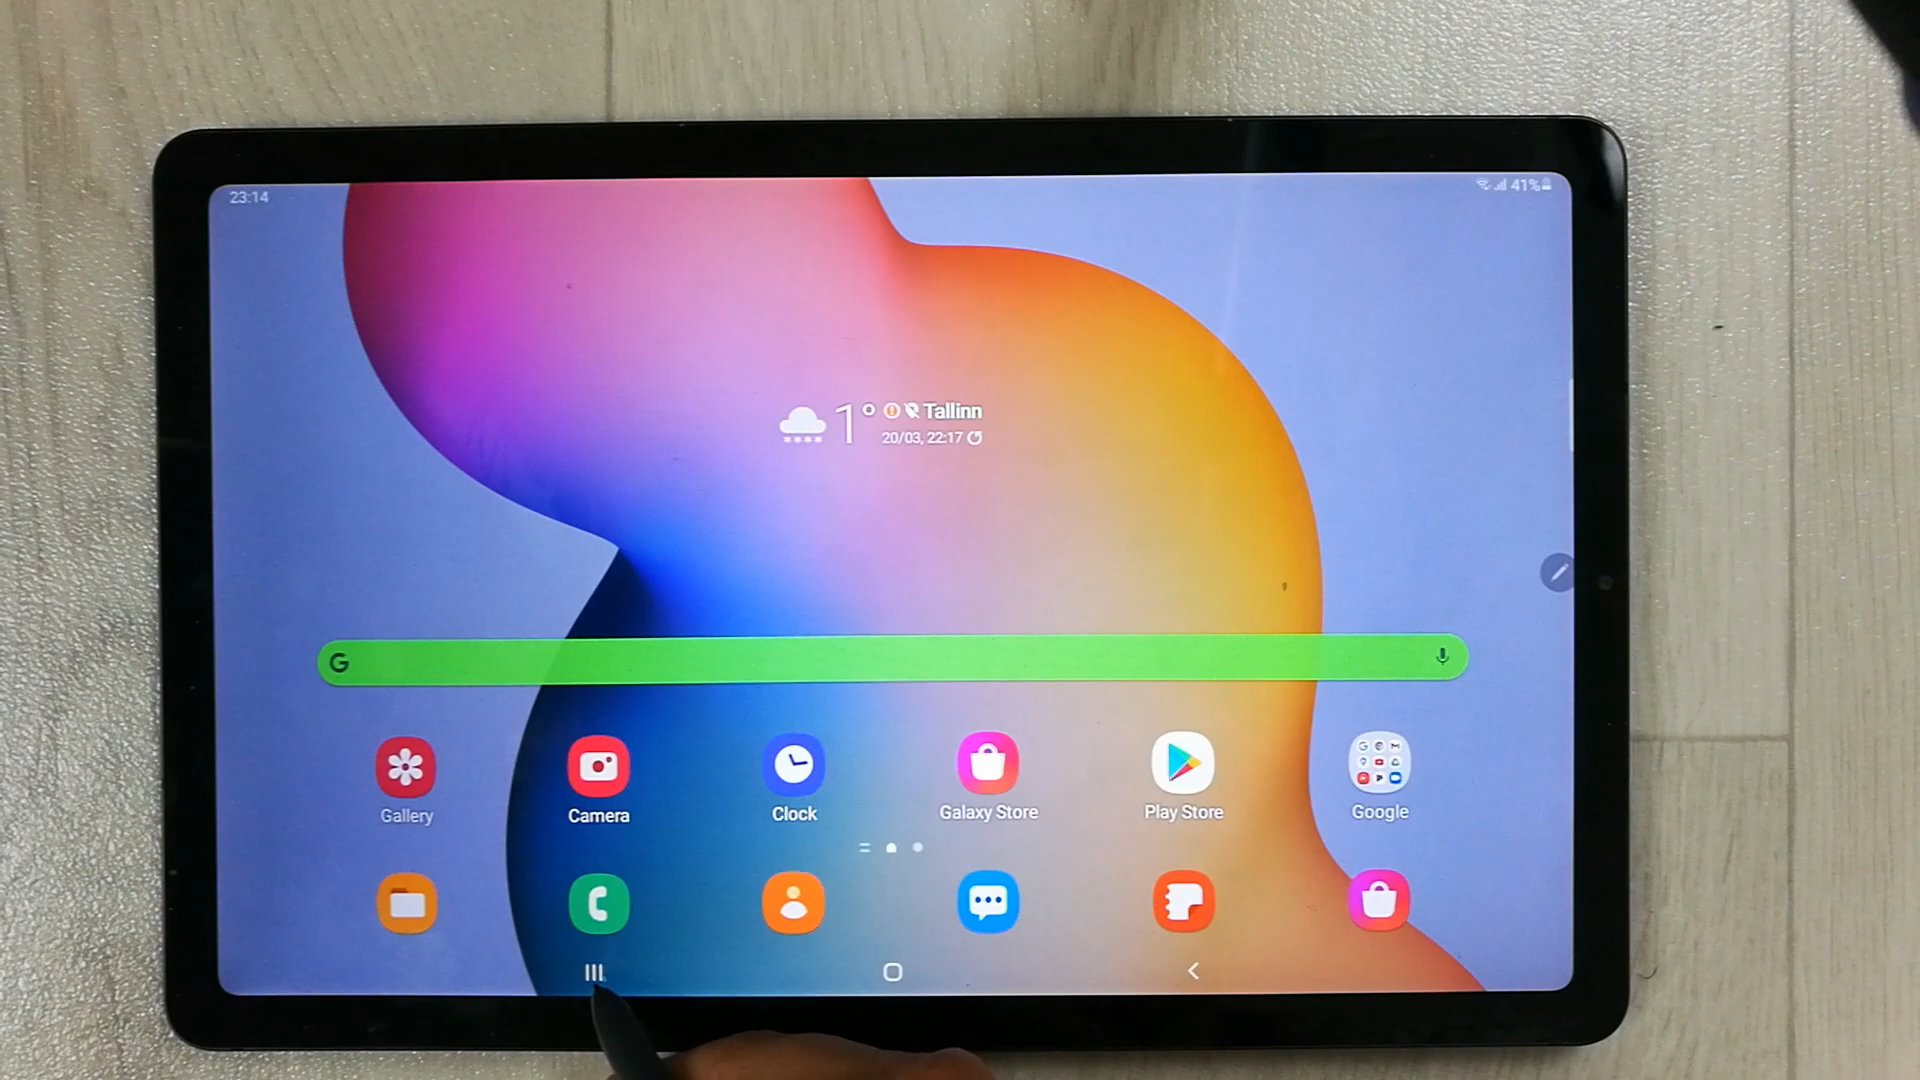 23:14
41%
1° Tallinn
20/03, 22:17
G
Gallery
Camera
Clock
Galaxy Store
Play Store
Google